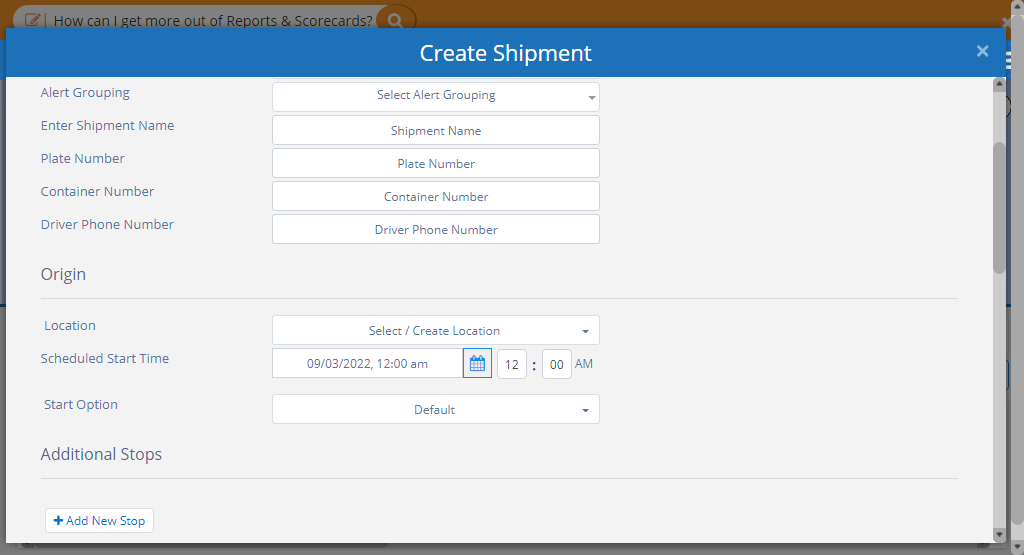 How can I get more out of Reports & Scorecards?
Create Shipment
Alert Grouping
Select Alert Grouping
Enter Shipment Name
Shipment Name
Plate Number
Plate Number
Container Number
Container Number
Driver Phone Number
Driver Phone Number
Origin
Location
Select / Create Location
Scheduled Start Time
09/03/2022, 12:00 am
12 : 00 AM
Start Option
Default
Additional Stops
Add New Stop